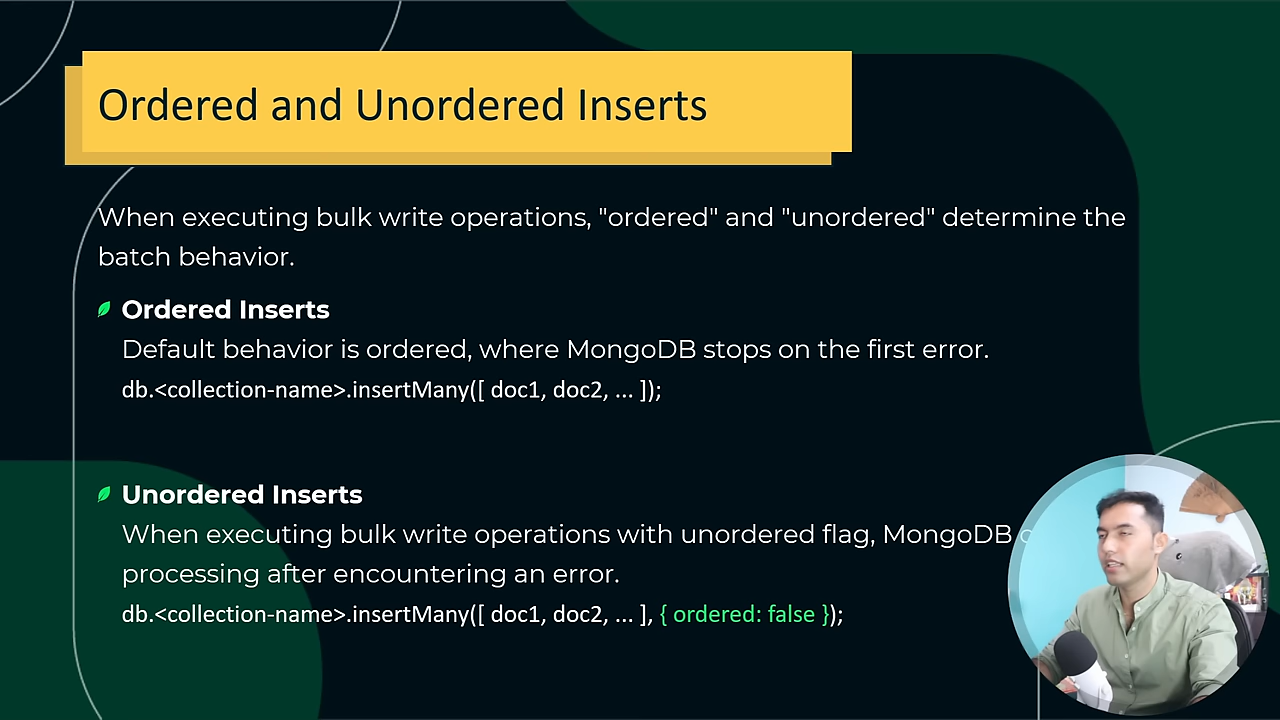 Ordered and Unordered Inserts
When executing bulk write operations, "ordered" and "unordered" determine the
batch behavior.
Ordered Inserts
Default behavior is ordered, where MongoDB stops on the first error.
db.<collection-name>.insertMany([ doc1, doc2, ... ]);
Unordered Inserts
When executing bulk write operations with unordered flag, MongoDB
processing after encountering an error.
db.<collection-name>.insertMany([ doc1, doc2, ... ], { ordered: false });